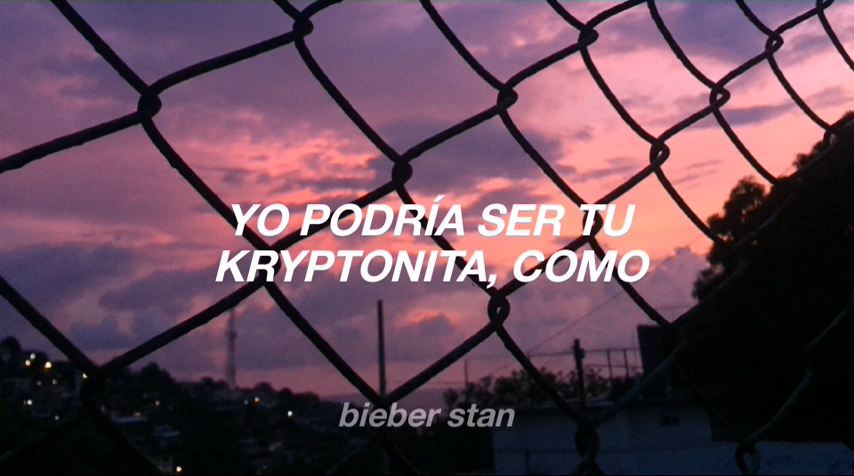 YO PODRÍA SER TU
KRYPTONITA, COMO
bieber stan